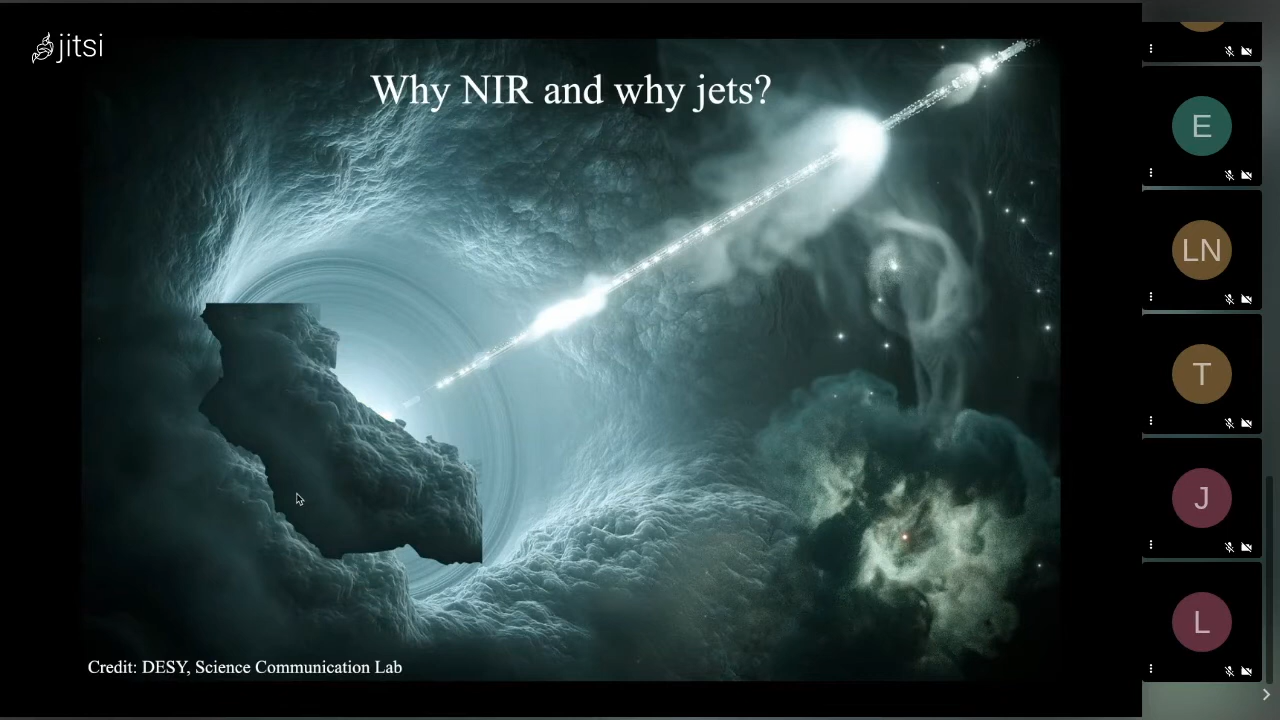 jitsi
Why NIR and why jets?
Credit: DESY, Science Communication Lab
E
LN
T
J
L